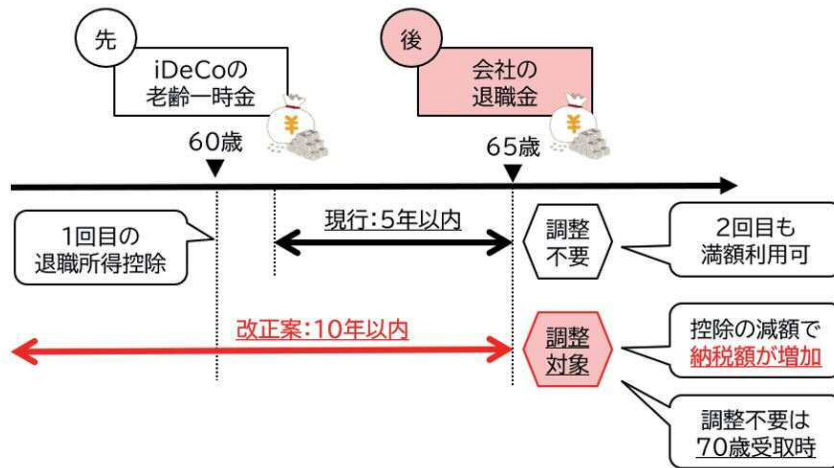 先
iDeCoの
老齢一時金
¥
後
会社の
退職金
¥
60歳
65歳
1回目の
退職所得控除
現行:5年以内
調整
不要
2回目も
満額利用可
改正案:10年以内
調整
対象
控除の減額で
納税額が増加
調整不要は
70歳受取時